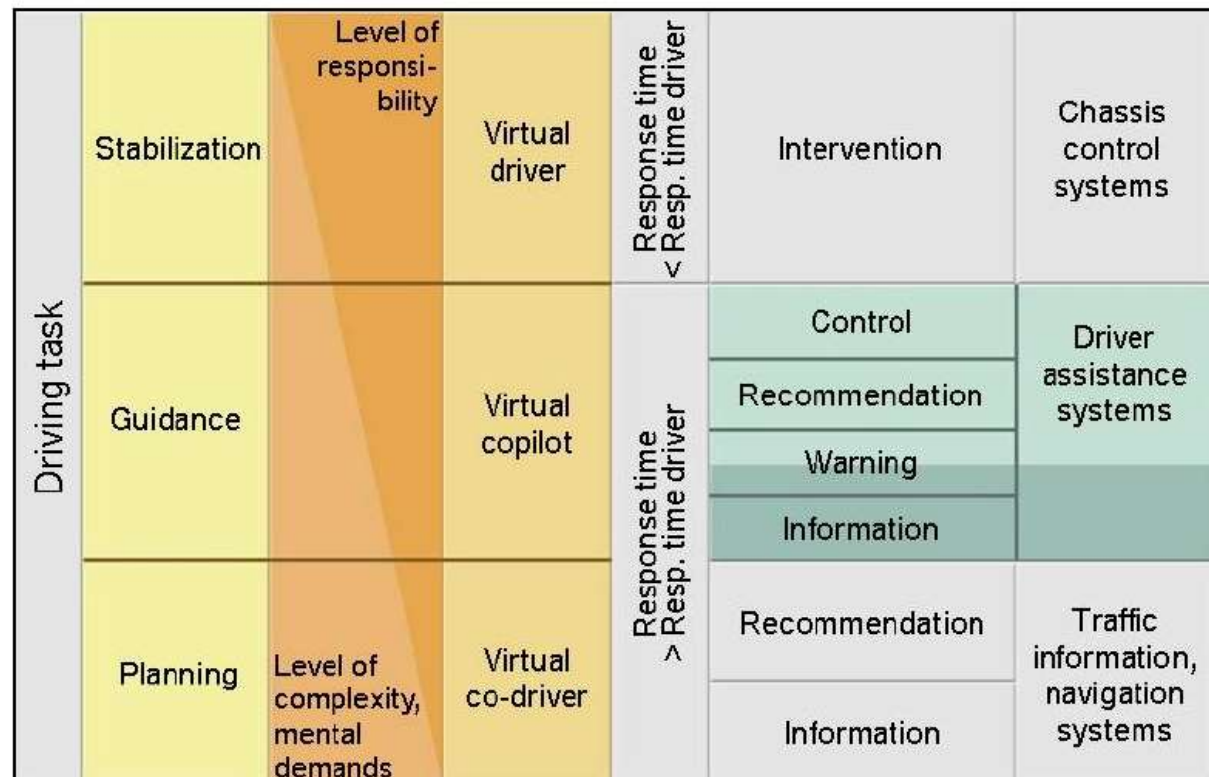 Driving task
Stabilization
Level of
responsi-
bility
Virtual
driver
Response time
< Resp. time driver
Intervention
Chassis
control
systems
Guidance
Virtual
copilot
Response time
> Resp. time driver
Control
Recommendation
Warning
Information
Driver
assistance
systems
Planning
Level of
complexity,
mental
demands
Virtual
co-driver
Recommendation
Information
Traffic
information,
navigation
systems